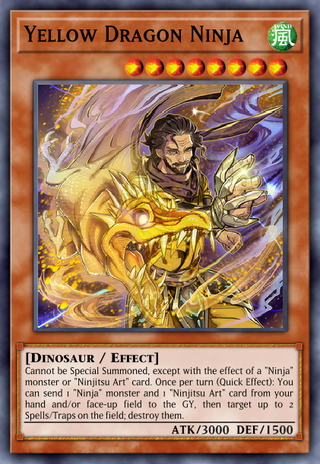 Yellow Dragon Ninja
WIND
風
[Dinosaur / Effect]
Cannot be Special Summoned, except with the effect of a "Ninja"
monster or "Ninjitsu Art" card. Once per turn (Quick Effect): You
can send 1 "Ninja" monster and 1 "Ninjitsu Art" card from your
hand and/or face-up field to the GY, then target up to 2
Spells/Traps on the field; destroy them.
ATK/3000 DEF/1500